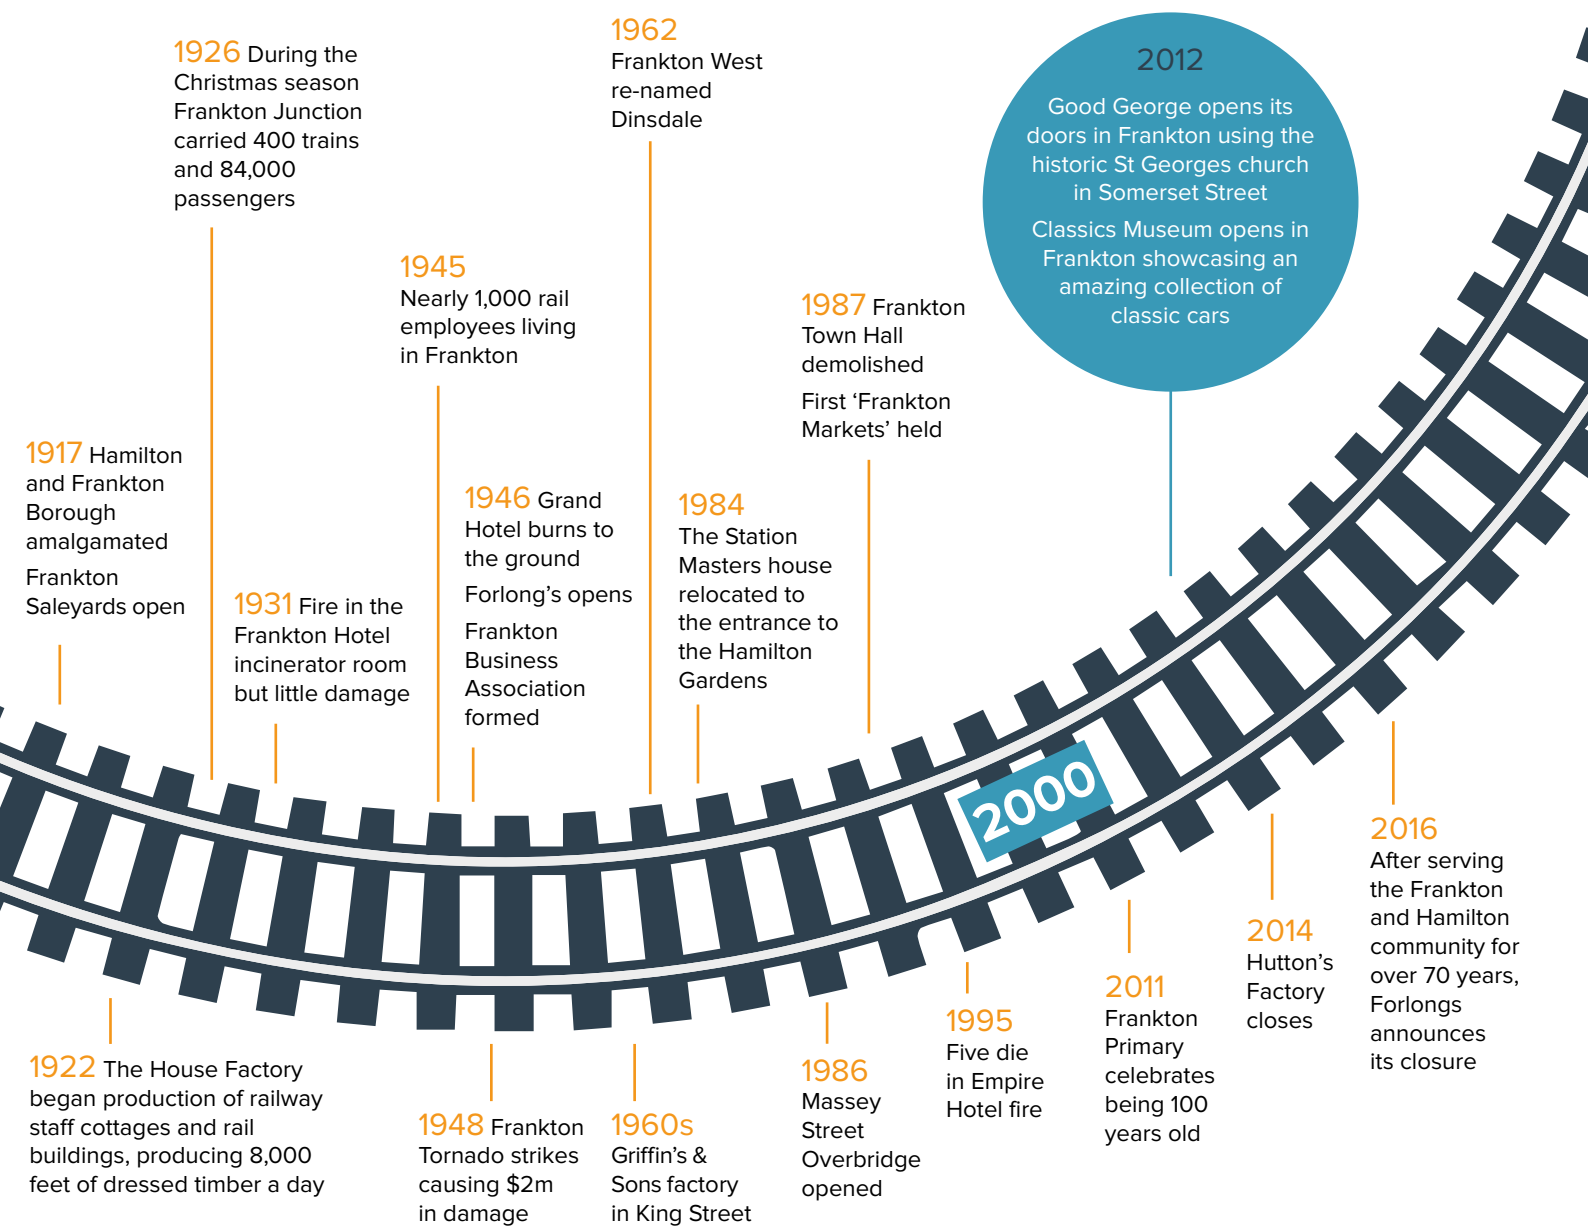 1917 Hamilton
and Frankton
Borough
amalgamated
Frankton
Saleyards open
1922 The House Factory
began production of railway
staff cottages and rail
buildings, producing 8,000
feet of dressed timber a day
1926 During the
Christmas season
Frankton Junction
carried 400 trains
and 84,000
passengers
1931 Fire in the
Frankton Hotel
incinerator room
but little damage
1945
Nearly 1,000 rail
employees living
in Frankton
1946 Grand
Hotel burns to
the ground
Forlong’s opens
Frankton
Business
Association
formed
1948 Frankton
Tornado strikes
causing $2m
in damage
1960s
Griffin’s &
Sons factory
in King Street
1962
Frankton West
re-named
Dinsdale
1984
The Station
Masters house
relocated to
the entrance to
the Hamilton
Gardens
1986
Massey
Street
Overbridge
opened
1987 Frankton
Town Hall
demolished
First ‘Frankton
Markets’ held
1995
Five die
in Empire
Hotel fire
2000
2011
Frankton
Primary
celebrates
being 100
years old
2012
Good George opens its
doors in Frankton using the
historic St Georges church
in Somerset Street
Classics Museum opens in
Frankton showcasing an
amazing collection of
classic cars
2014
Hutton’s
Factory
closes
2016
After serving
the Frankton
and Hamilton
community for
over 70 years,
Forlongs
announces
its closure